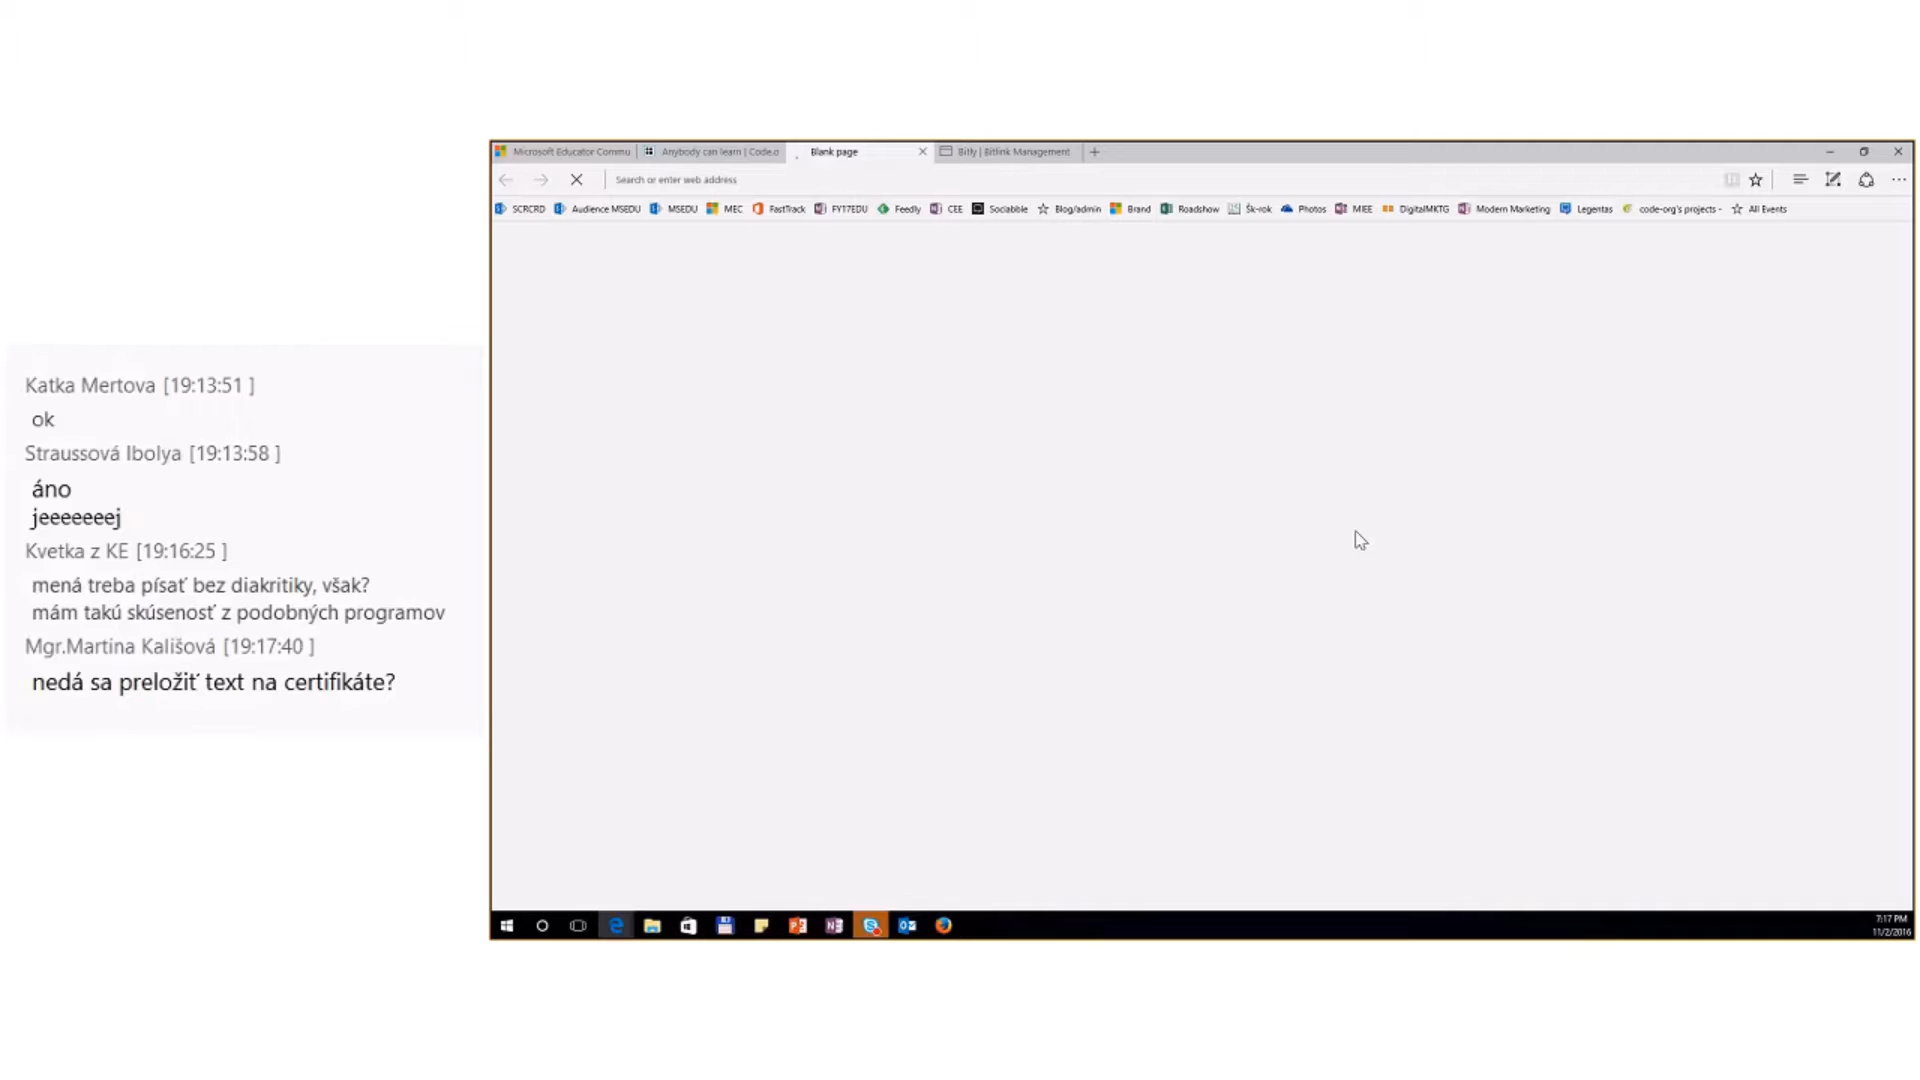 Microsoft Educator Commu
Anybody can learn | Code.o
Blank page
Bitly | Bitlink Management
Search or enter web address
SCRCRD
Audience MSEDU
MSEDU
MEC
FastTrack
FY17EDU
Feedly
CEE
Sociabble
Blog/admin
Brand
Roadshow
Šk-rok
Photos
MIEE
DigitalMKTG
Modern Marketing
Legentas
code-org's projects -
All Events
Katka Mertova [19:13:51 ]
ok
Straussová Ibolya [19:13:58 ]
áno
jeeeeeeej
Kvetka z KE [19:16:25 ]
mená treba písať bez diakritiky, však?
mám takú skúsenosť z podobných programov
Mgr.Martina Kališová [19:17:40 ]
nedá sa preložiť text na certifikáte?
7:17 PM
11/2/2016